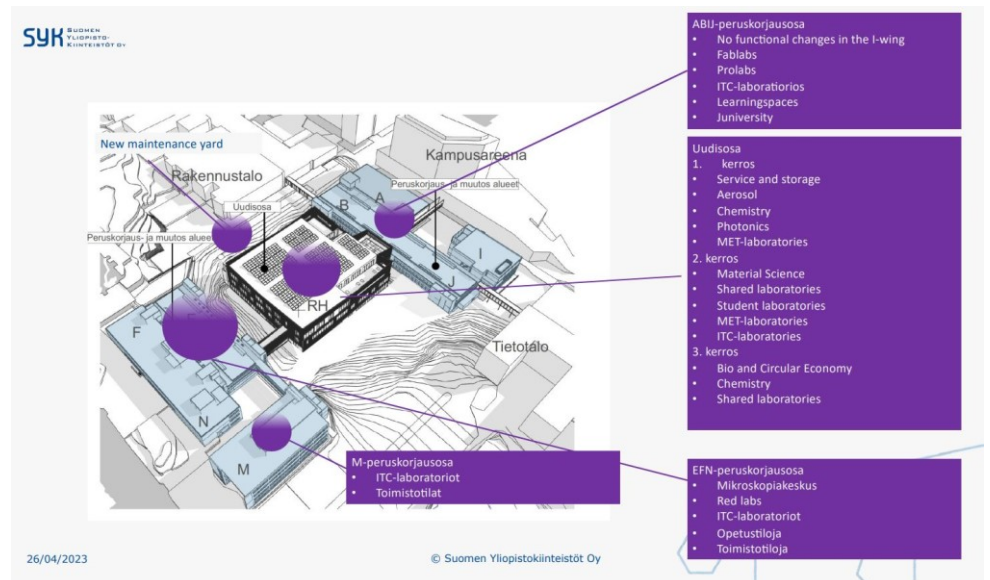 SYK SUOMEN
YLIOPISTO-
KIINTEISTÖT OY
ABIJ-peruskorjausosa
• No functional changes in the I-wing
• Fablabs
• Prolabs
• ITC-laboratiorios
• Learningspaces
• Juniversity
New maintenance yard
Kampusareena
Rakennustalo
Peruskorjaus- ja muutos alueet
Uudisosa
A
B
Peruskorjaus- ja muutos alueet
I
J
RH
F
Tietotalo
N
M
Uudisosa
1. kerros
• Service and storage
• Aerosol
• Chemistry
• Photonics
• MET-laboratories
2. kerros
• Material Science
• Shared laboratories
• Student laboratories
• MET-laboratories
• ITC-laboratories
3. kerros
• Bio and Circular Economy
• Chemistry
• Shared laboratories
M-peruskorjausosa
• ITC-laboratoriot
• Toimistotilat
EFN-peruskorjausosa
• Mikroskopiakeskus
• Red labs
• ITC-laboratoriot
• Opetustiloja
• Toimistotiloja
26/04/2023
© Suomen Yliopistokiinteistöt Oy